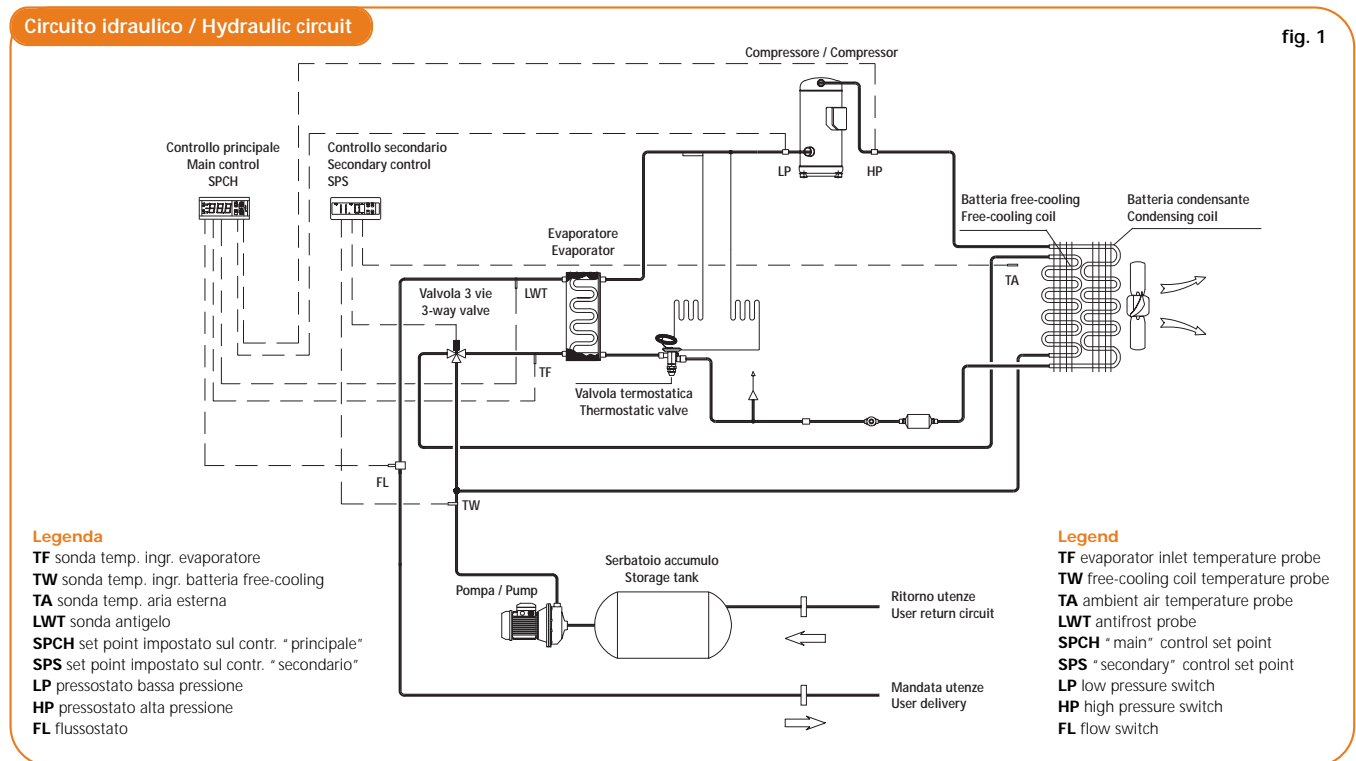 Circuito idraulico / Hydraulic circuit
fig. 1
Compressore / Compressor
Controllo principale
Main control
SPCH
Controllo secondario
Secondary control
SPS
LP
HP
Batteria free-cooling
Free-cooling coil
Batteria condensante
Condensing coil
Evaporatore
Evaporator
TA
Valvola 3 vie
3-way valve
LWT
TF
Valvola termostatica
Thermostatic valve
FL
TW
Legenda
TF sonda temp. ingr. evaporatore
TW sonda temp. ingr. batteria free-cooling
TA sonda temp. aria esterna
LWT sonda antigelo
SPCH set point impostato sul contr. "principale"
SPS set point impostato sul contr. "secondario"
LP pressostato bassa pressione
HP pressostato alta pressione
FL flussostato
Pompa / Pump
Serbatoio accumulo
Storage tank
Ritorno utenze
User return circuit
Mandata utenze
User delivery
Legend
TF evaporator inlet temperature probe
TW free-cooling coil temperature probe
TA ambient air temperature probe
LWT antifrost probe
SPCH "main" control set point
SPS "secondary" control set point
LP low pressure switch
HP high pressure switch
FL flow switch